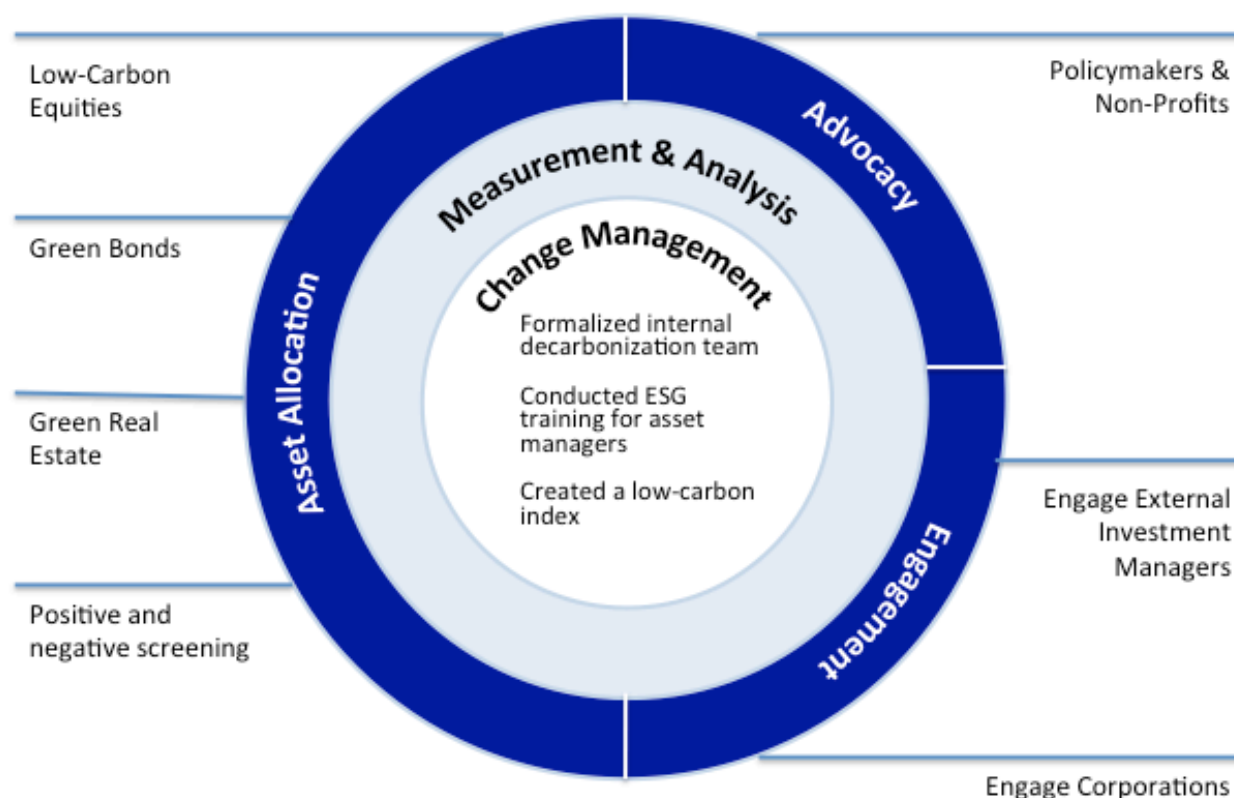 Low-Carbon
Equities
Green Bonds
Green Real
Estate
Positive and
negative screening
Asset Allocation
Measurement & Analysis
Change Management
Formalized internal
decarbonization team
Conducted ESG
training for asset
managers
Created a low-carbon
index
Advocacy
Engagement
Policymakers &
Non-Profits
Engage External
Investment
Managers
Engage Corporations